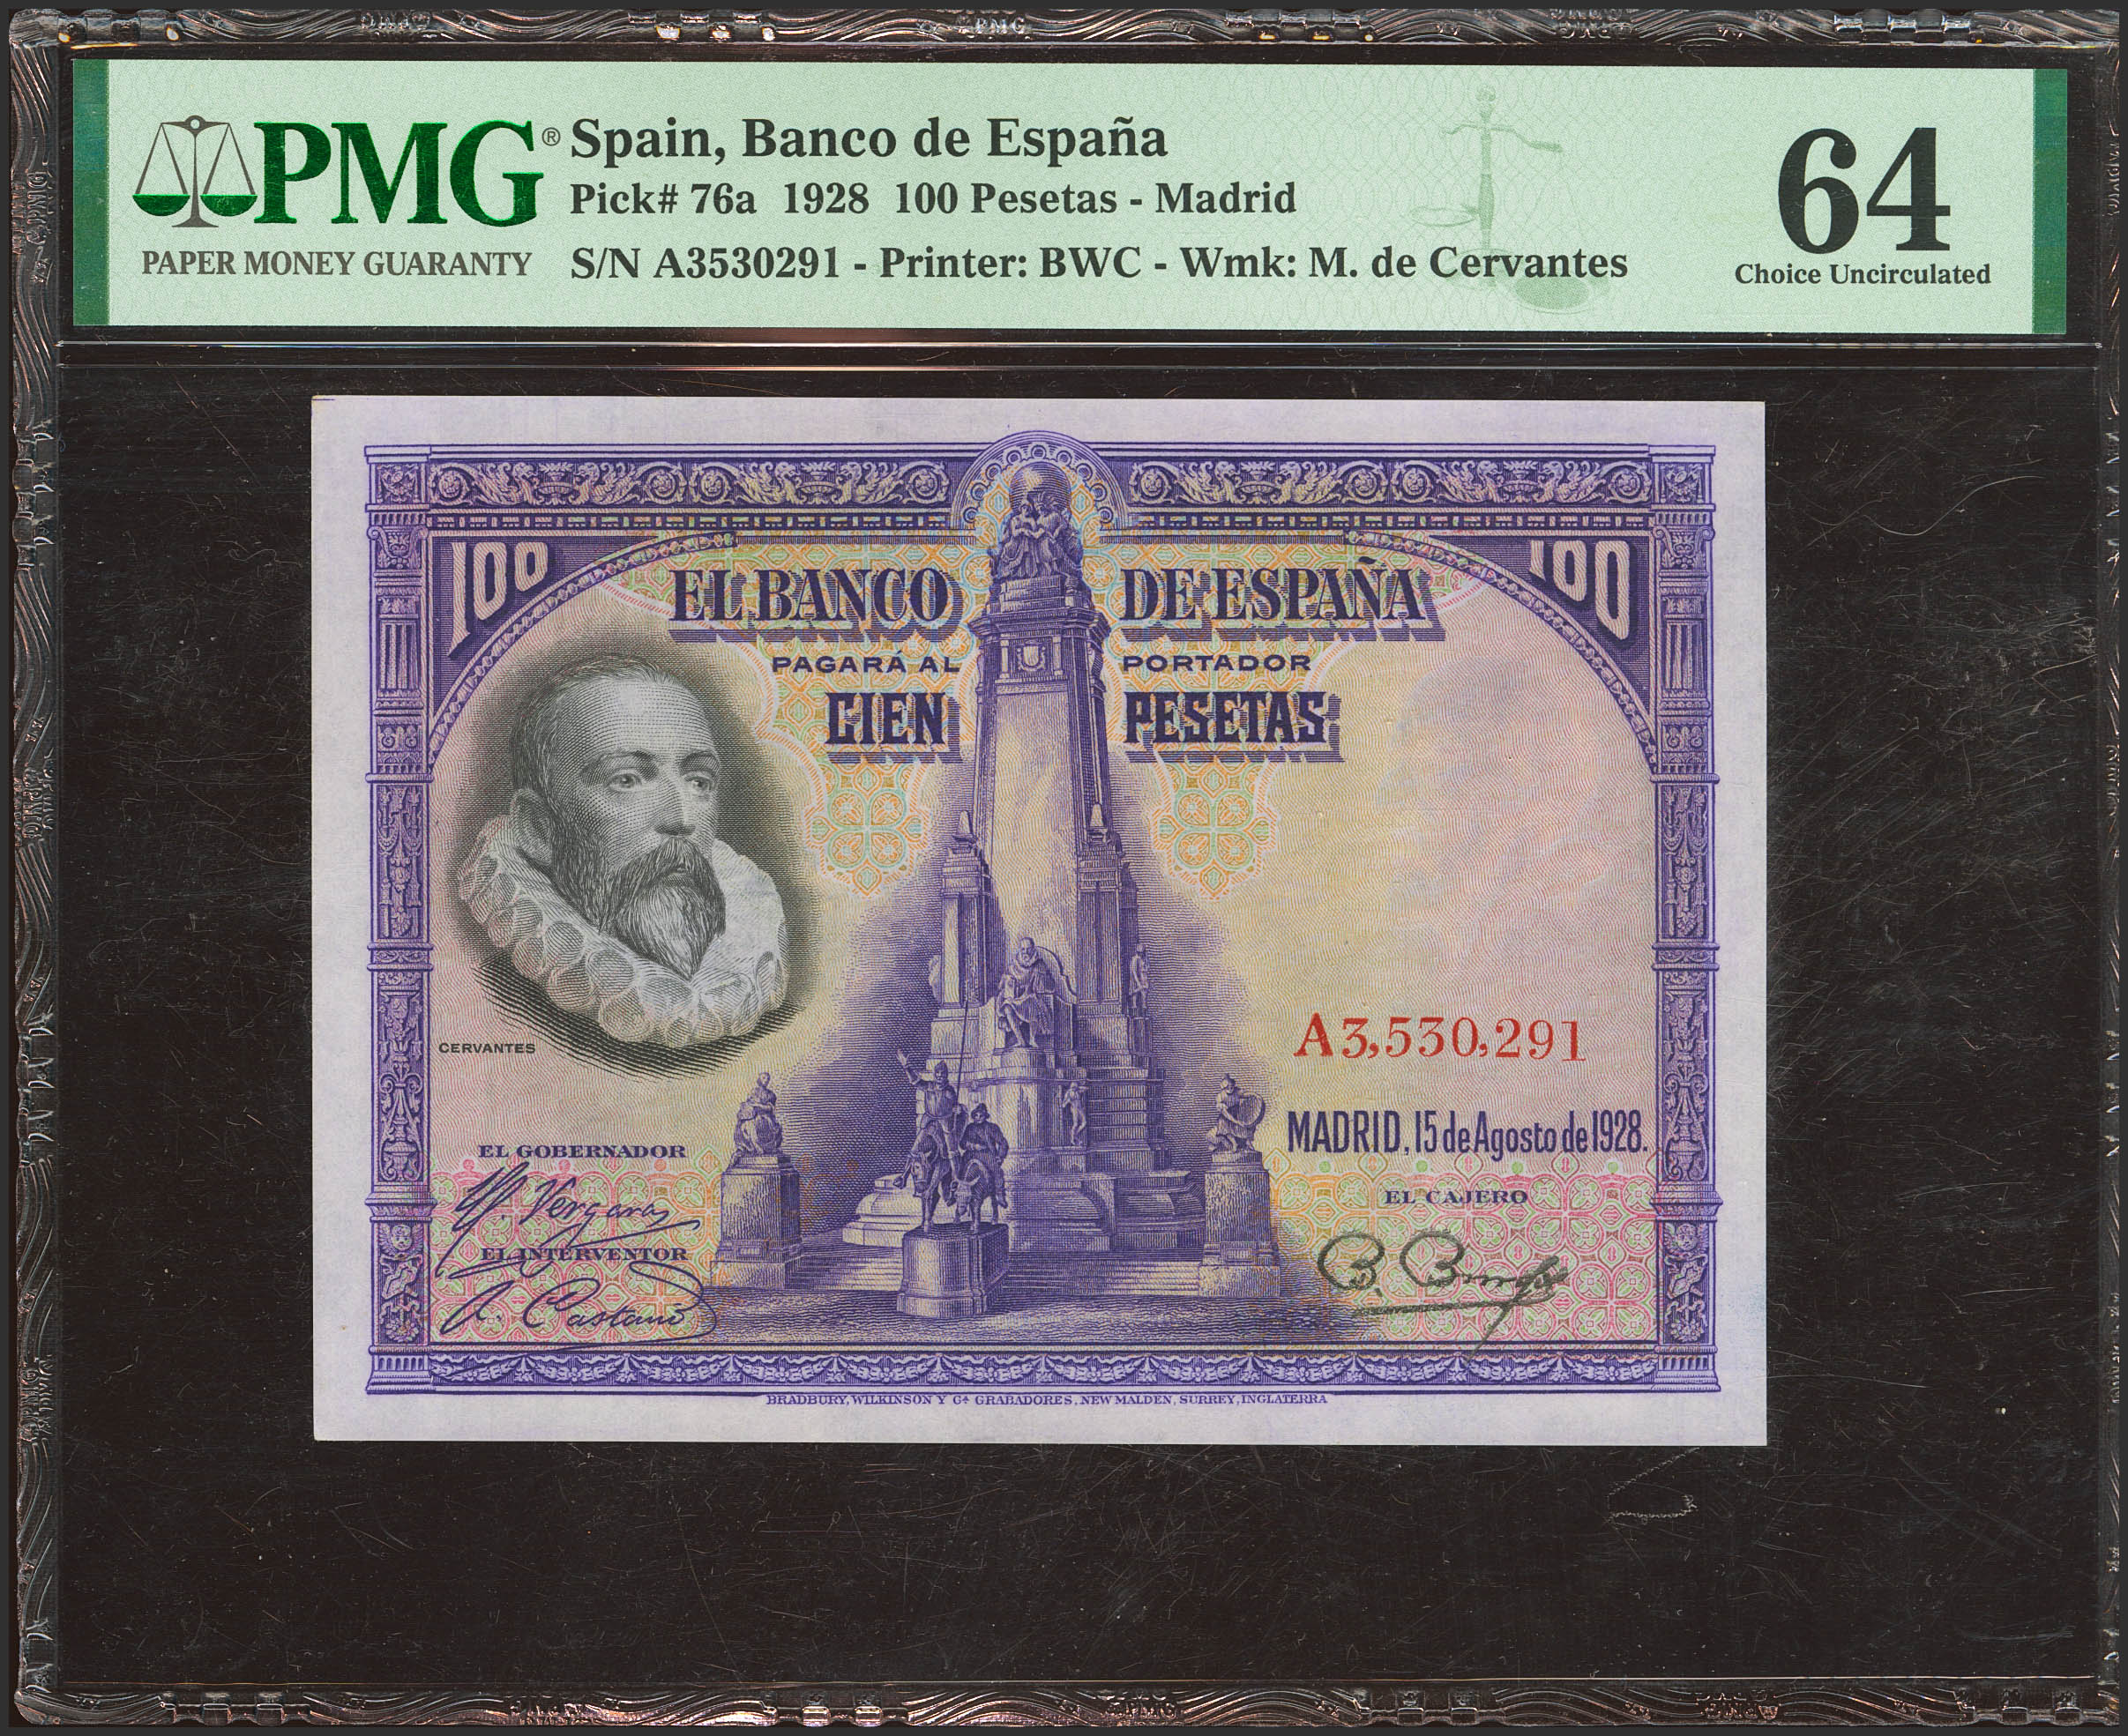 PMG®
PAPER MONEY GUARANTY
Spain, Banco de España
Pick# 76a 1928 100 Pesetas - Madrid
S/N A3530291 - Printer: BWC - Wmk: M. de Cervantes
64
Choice Uncirculated
100
100
EL BANCO DE ESPAÑA
PAGARÁ AL PORTADOR
CIEN PESETAS
CERVANTES
A3,530,291
MADRID, 15 de Agosto de 1928.
EL GOBERNADOR
Vergara
EL INTERVENTOR
EL CAJERO
BRADBURY, WILKINSON Y Cª GRABADORES, NEW MALDEN, SURREY, INGLATERRA